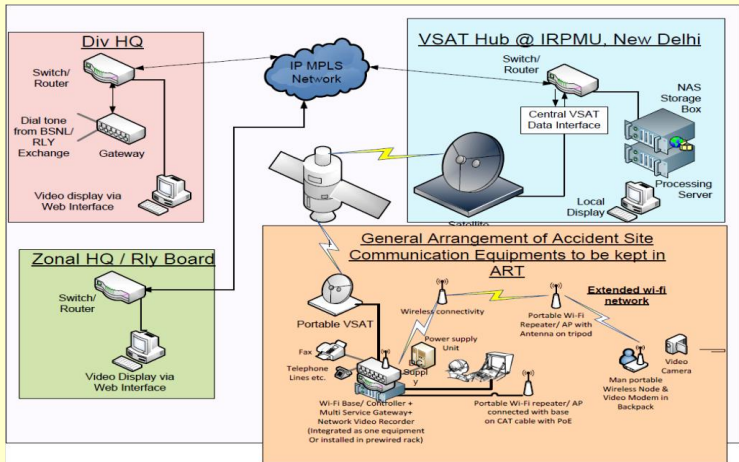 Div HQ
Switch/
Router
Dial tone
from BSNL/
RLY
Exchange
Gateway
Video display via
Web Interface
IP MPLS
Network
VSAT Hub @ IRPMU, New Delhi
Switch/
Router
NAS
Storage
Box
Central VSAT
Data Interface
Processing
Server
Local
Display
Satellite
Zonal HQ / Rly Board
Switch/
Router
Video Display via
Web Interface
General Arrangement of Accident Site
Communication Equipments to be kept in
ART
Portable VSAT
Wireless connectivity
Portable Wi-Fi
Repeater/ AP with
Antenna on tripod
Extended wi-fi
network
Fax
Telephone
Lines etc.
Power supply
Unit
Wi-Fi Base/ Controller +
Multi Service Gateway+
Network Video Recorder
(Integrated as one equipment
Or installed in prewired rack)
Portable Wi-Fi repeater/ AP
connected with base
on CAT cable with PoE
Man portable
Wireless Node &
Video Modem in
Backpack
Video
Camera